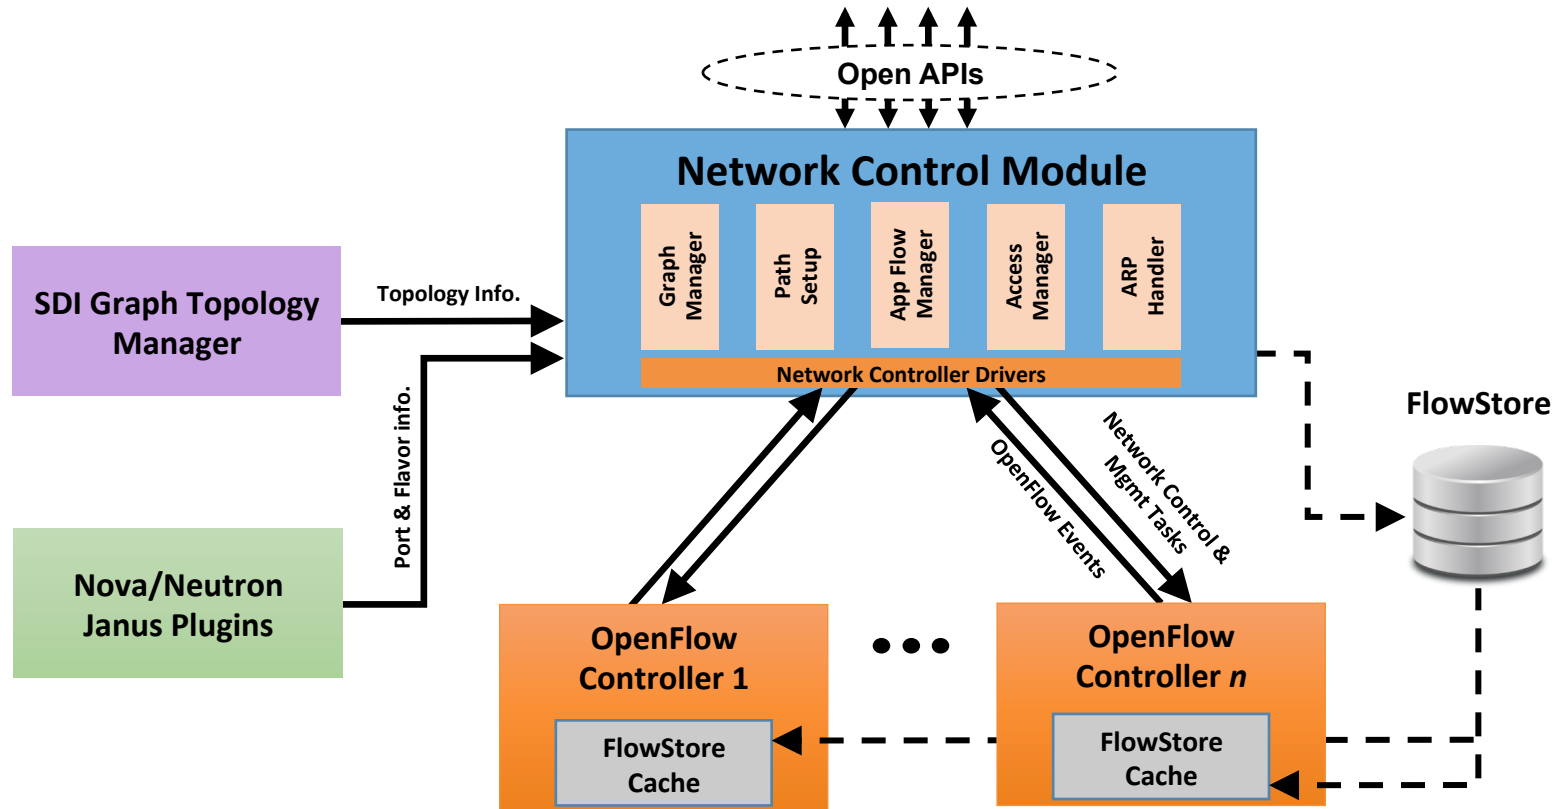 Open APIs
Network Control Module
Graph
Manager
Path
Setup
App Flow
Manager
Access
Manager
ARP
Handler
Network Controller Drivers
SDI Graph Topology
Manager
Topology Info.
Port & Flavor info.
Nova/Neutron
Janus Plugins
OpenFlow Events
Network Control &
Mgmt Tasks
FlowStore
OpenFlow
Controller 1
FlowStore
Cache
OpenFlow
Controller n
FlowStore
Cache